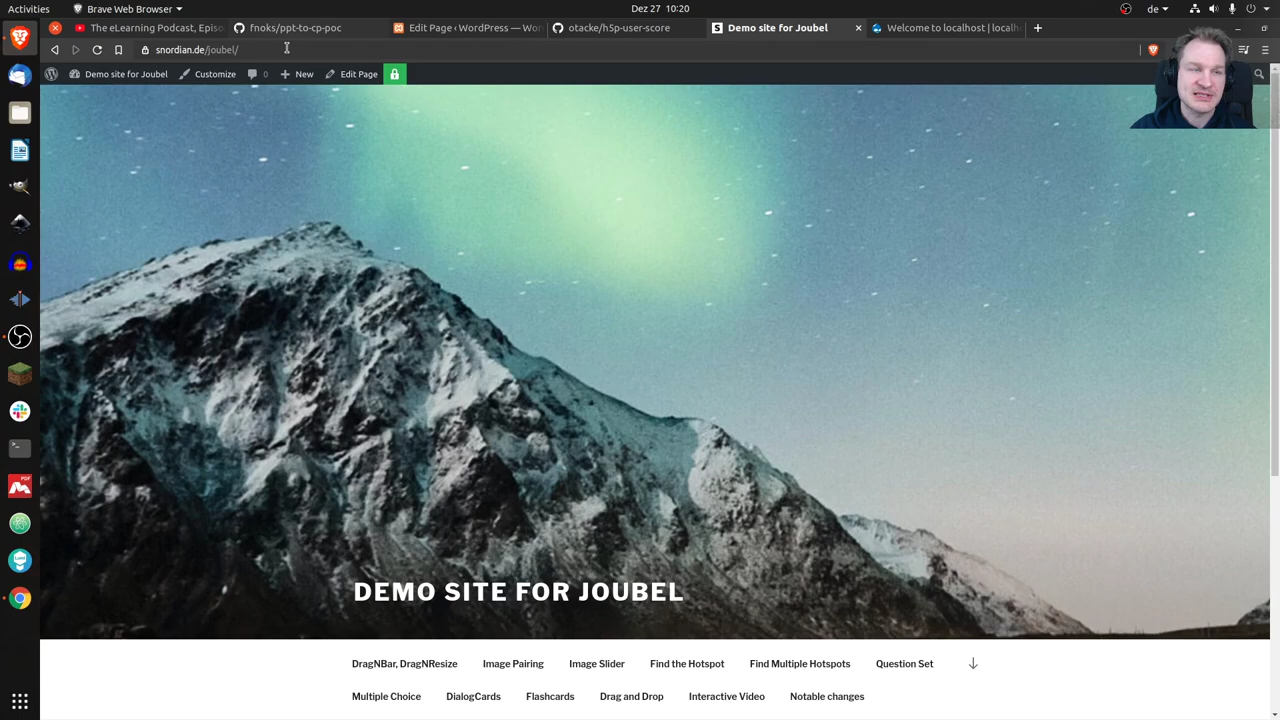 Activities
Brave Web Browser
Dez 27 10:20
de
The eLearning Podcast, Episo
fnoks/ppt-to-cp-poc
Edit Page ‹ WordPress — Wor
otacke/h5p-user-score
Demo site for Joubel
Welcome to localhost | localh
snordian.de/joubel/
Demo site for Joubel
Customize
0
New
Edit Page
DEMO SITE FOR JOUBEL
DragNBar, DragNResize
Image Pairing
Image Slider
Find the Hotspot
Find Multiple Hotspots
Question Set
Multiple Choice
DialogCards
Flashcards
Drag and Drop
Interactive Video
Notable changes